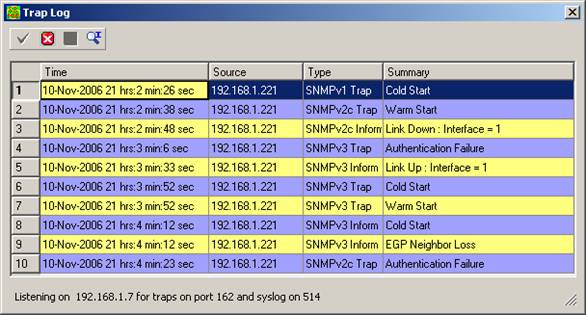 Trap Log
Time Source Type Summary
1 10-Nov-2006 21 hrs:2 min:26 sec 192.168.1.221 SNMPv1 Trap Cold Start
2 10-Nov-2006 21 hrs:2 min:38 sec 192.168.1.221 SNMPv2c Trap Warm Start
3 10-Nov-2006 21 hrs:2 min:48 sec 192.168.1.221 SNMPv2c Inform Link Down : Interface = 1
4 10-Nov-2006 21 hrs:3 min:6 sec 192.168.1.221 SNMPv3 Trap Authentication Failure
5 10-Nov-2006 21 hrs:3 min:33 sec 192.168.1.221 SNMPv3 Inform Link Up : Interface = 1
6 10-Nov-2006 21 hrs:3 min:52 sec 192.168.1.221 SNMPv3 Trap Cold Start
7 10-Nov-2006 21 hrs:3 min:52 sec 192.168.1.221 SNMPv3 Trap Warm Start
8 10-Nov-2006 21 hrs:4 min:12 sec 192.168.1.221 SNMPv3 Inform Cold Start
9 10-Nov-2006 21 hrs:4 min:12 sec 192.168.1.221 SNMPv3 Inform EGP Neighbor Loss
10 10-Nov-2006 21 hrs:4 min:23 sec 192.168.1.221 SNMPv2c Trap Authentication Failure
Listening on 192.168.1.7 for traps on port 162 and syslog on 514